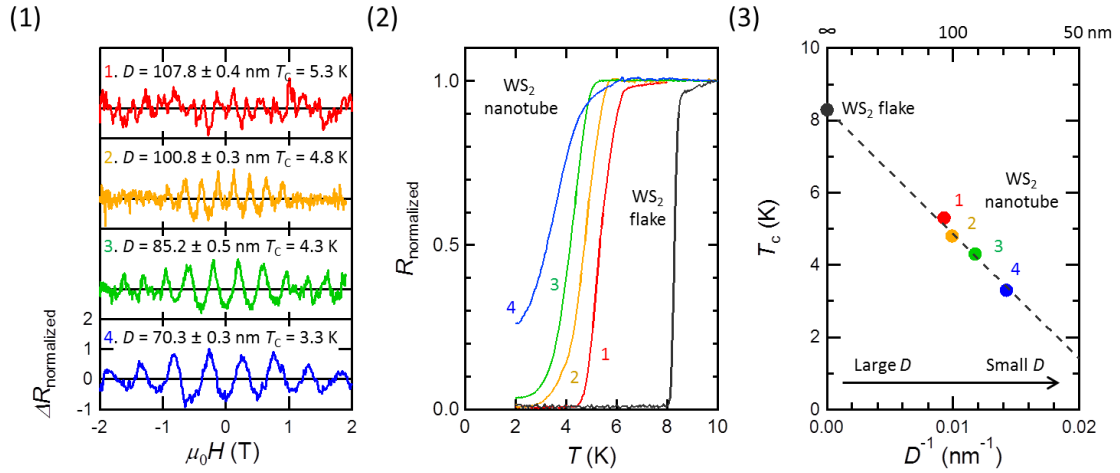 (1)
1. D = 107.8 ± 0.4 nm T_C = 5.3 K
2. D = 100.8 ± 0.3 nm T_C = 4.8 K
3. D = 85.2 ± 0.5 nm T_C = 4.3 K
4. D = 70.3 ± 0.3 nm T_C = 3.3 K
2
1
0
-1
ΔR_normalized
-2 -1 0 1 2
μ₀H (T)
(2)
WS₂
nanotube
WS₂
flake
4
3
2
1
1.0
0.5
0.0
R_normalized
2 4 6 8 10
T (K)
(3)
∞ 100 50 nm
WS₂ flake
WS₂
nanotube
1
2
3
4
Large D Small D
10
8
6
4
2
0
T_c (K)
0.00 0.01 0.02
D⁻¹ (nm⁻¹)